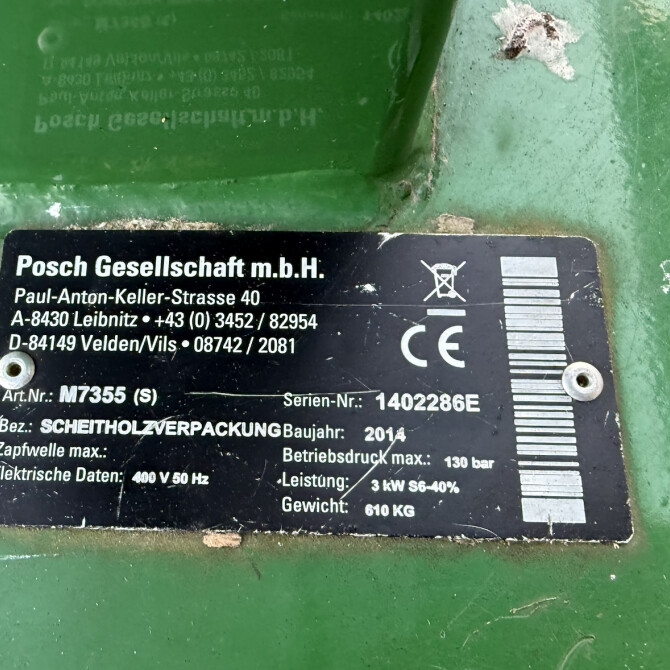 Posch Gesellschaft m.b.H.
Paul-Anton-Keller-Strasse 40
A-8430 Leibnitz • +43 (0) 3452 / 82954
D-84149 Velden/Vils • 08742 / 2081
CE
Art.Nr.: M7355 (S)
Serien-Nr.: 1402286E
Bez.: SCHEITHOLZVERPACKUNG
Baujahr: 2014
Zapfwelle max.:
Betriebsdruck max.: 130 bar
Elektrische Daten: 400 V 50 Hz
Leistung: 3 kW S6-40%
Gewicht: 610 KG